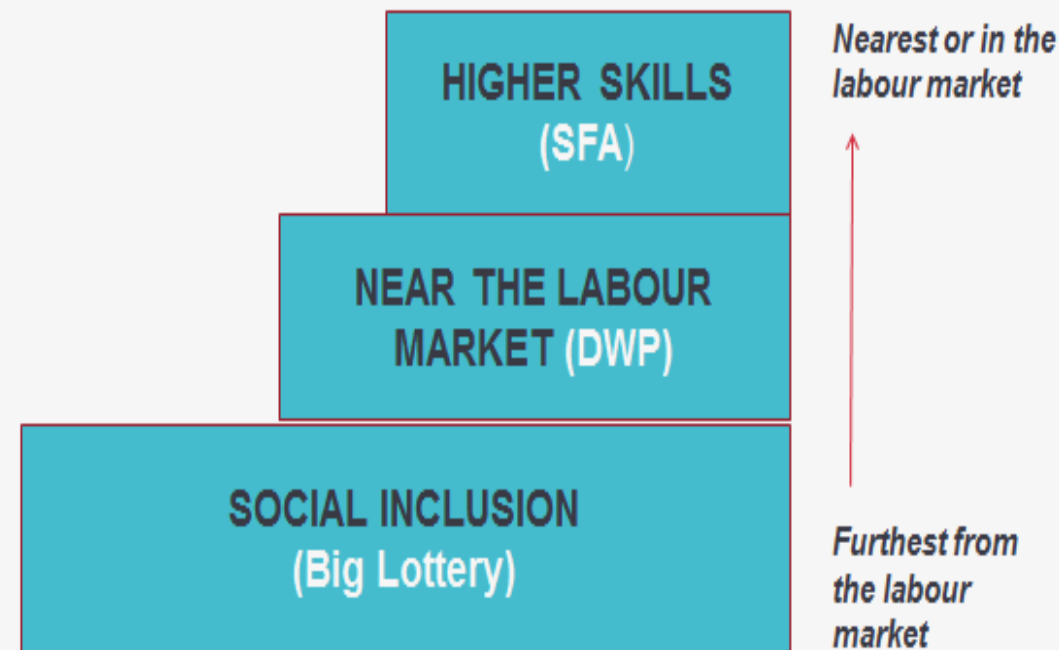 HIGHER SKILLS
(SFA)
Nearest or in the
labour market
NEAR THE LABOUR
MARKET (DWP)
SOCIAL INCLUSION
(Big Lottery)
Furthest from
the labour
market